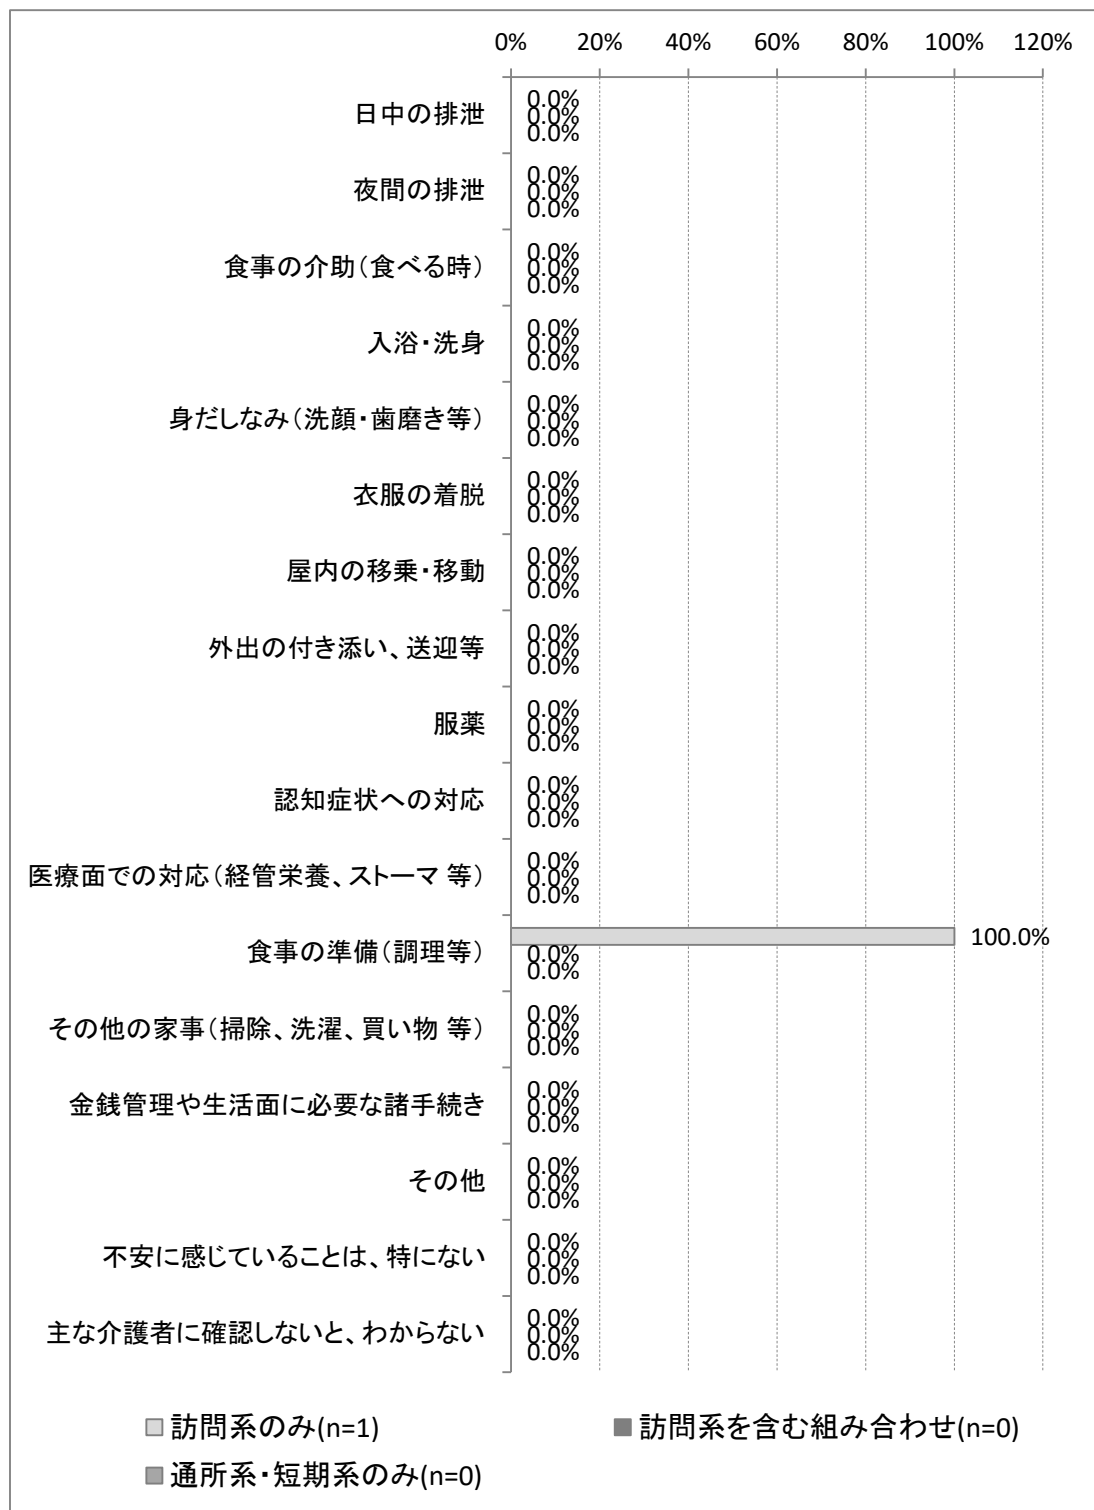 0% 20% 40% 60% 80% 100% 120%
日中の排泄
0.0%
0.0%
0.0%
夜間の排泄
0.0%
0.0%
0.0%
食事の介助(食べる時)
0.0%
0.0%
0.0%
入浴・洗身
0.0%
0.0%
0.0%
身だしなみ(洗顔・歯磨き等)
0.0%
0.0%
0.0%
衣服の着脱
0.0%
0.0%
0.0%
屋内の移乗・移動
0.0%
0.0%
0.0%
外出の付き添い、送迎等
0.0%
0.0%
0.0%
服薬
0.0%
0.0%
0.0%
認知症状への対応
0.0%
0.0%
0.0%
医療面での対応(経管栄養、ストーマ 等)
0.0%
0.0%
0.0%
食事の準備(調理等)
100.0%
0.0%
0.0%
その他の家事(掃除、洗濯、買い物 等)
0.0%
0.0%
0.0%
金銭管理や生活面に必要な諸手続き
0.0%
0.0%
0.0%
その他
0.0%
0.0%
0.0%
不安に感じていることは、特にない
0.0%
0.0%
0.0%
主な介護者に確認しないと、わからない
0.0%
0.0%
0.0%
訪問系のみ(n=1) 訪問系を含む組み合わせ(n=0)
通所系・短期系のみ(n=0)